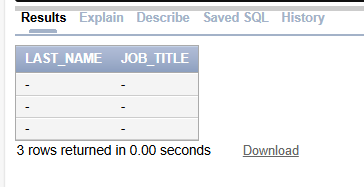 Results Explain Describe Saved SQL History
LAST_NAME JOB_TITLE
- -
- -
- -
3 rows returned in 0.00 seconds Download